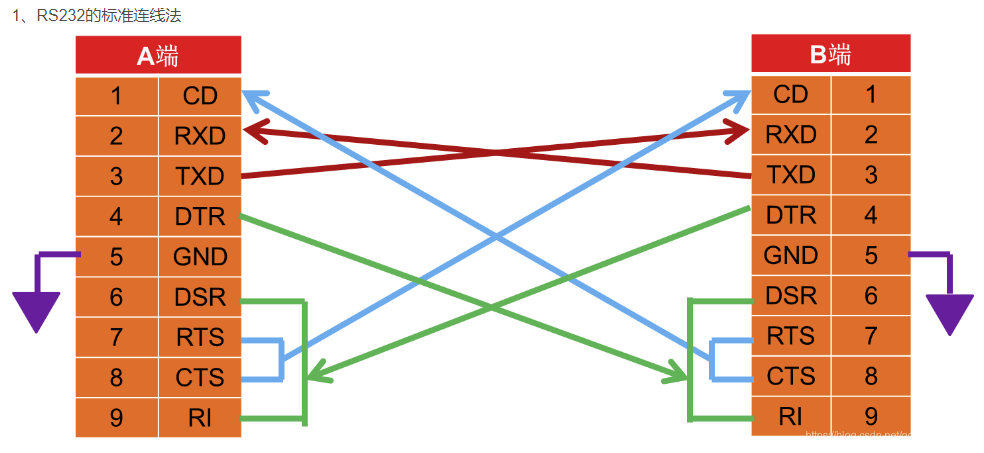 1、RS232的标准连线法
A端 B端
1 CD CD 1
2 RXD RXD 2
3 TXD TXD 3
4 DTR DTR 4
5 GND GND 5
6 DSR DSR 6
7 RTS RTS 7
8 CTS CTS 8
9 RI RI 9